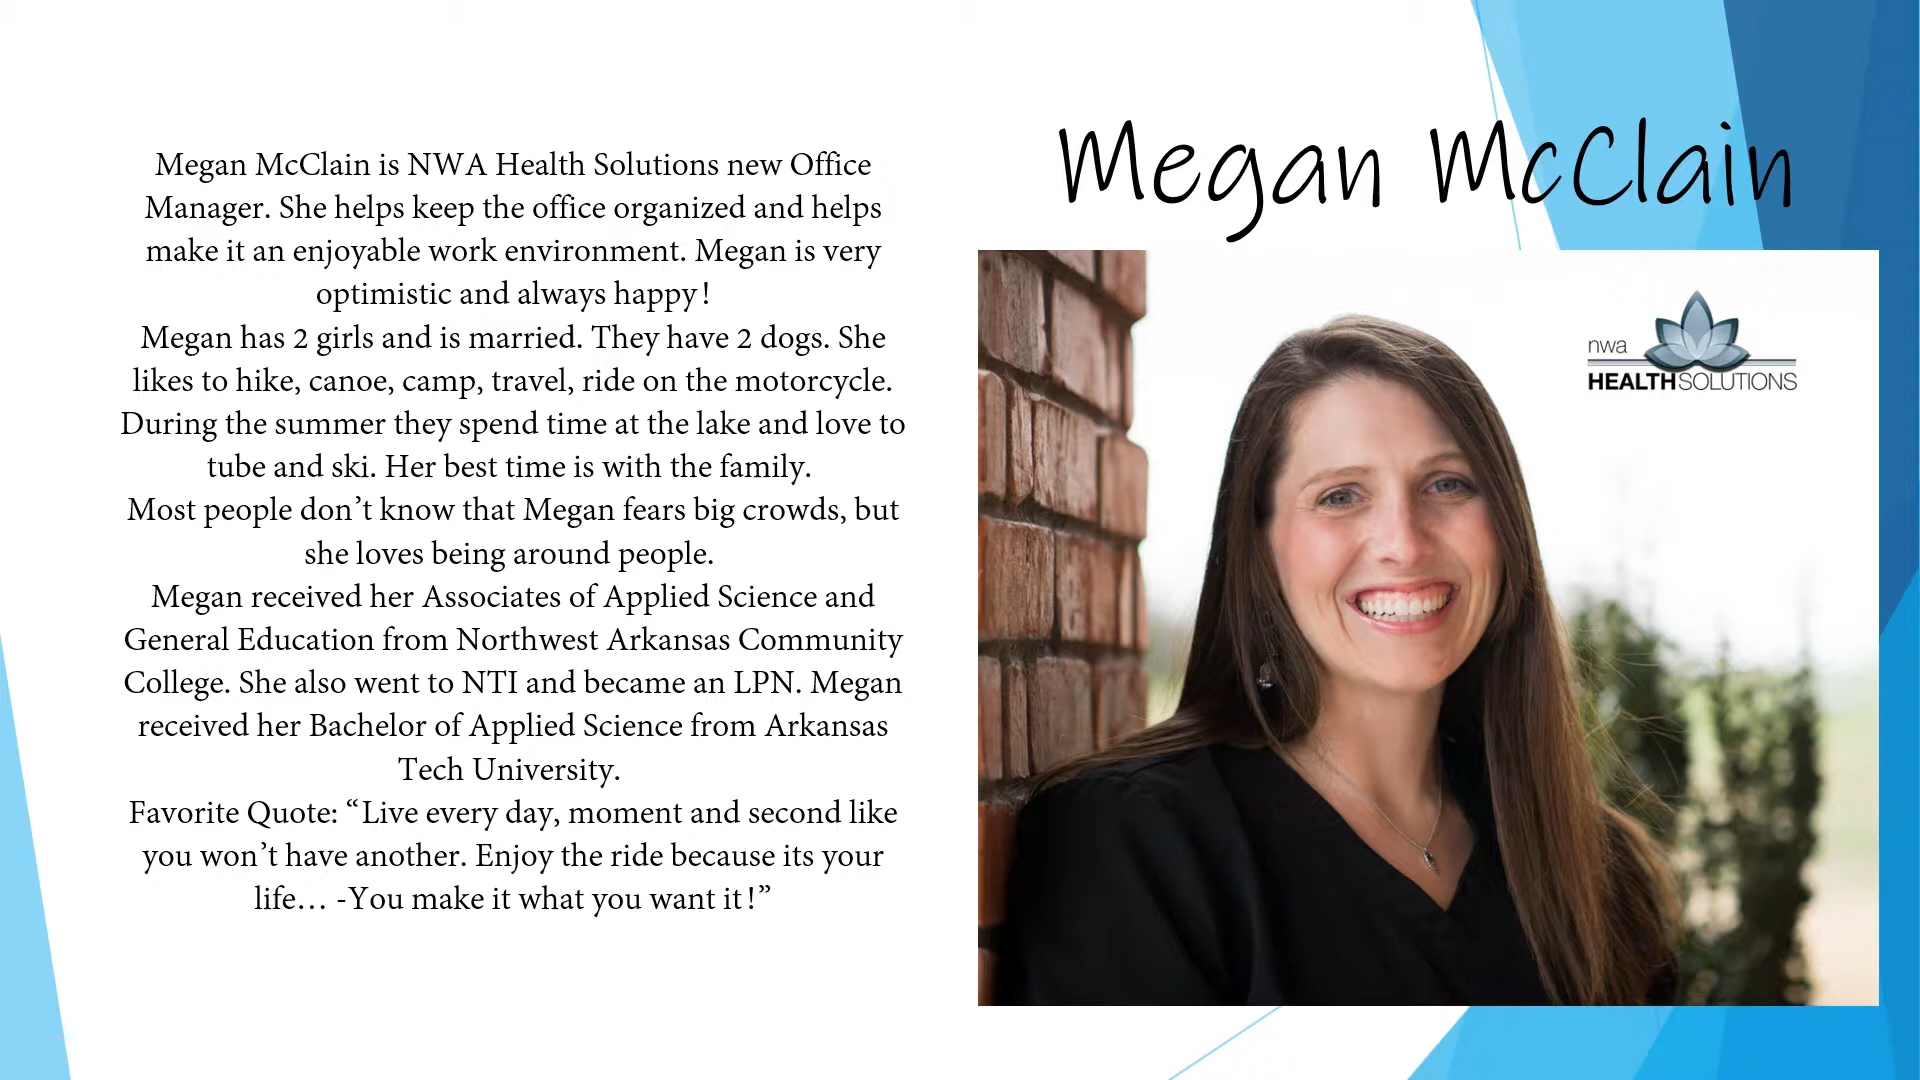 Megan McClain
Megan McClain is NWA Health Solutions new Office
Manager. She helps keep the office organized and helps
make it an enjoyable work environment. Megan is very
optimistic and always happy!
Megan has 2 girls and is married. They have 2 dogs. She
likes to hike, canoe, camp, travel, ride on the motorcycle.
During the summer they spend time at the lake and love to
tube and ski. Her best time is with the family.
Most people don’t know that Megan fears big crowds, but
she loves being around people.
Megan received her Associates of Applied Science and
General Education from Northwest Arkansas Community
College. She also went to NTI and became an LPN. Megan
received her Bachelor of Applied Science from Arkansas
Tech University.
Favorite Quote: “Live every day, moment and second like
you won’t have another. Enjoy the ride because its your
life… -You make it what you want it!”
nwa
HEALTHSOLUTIONS